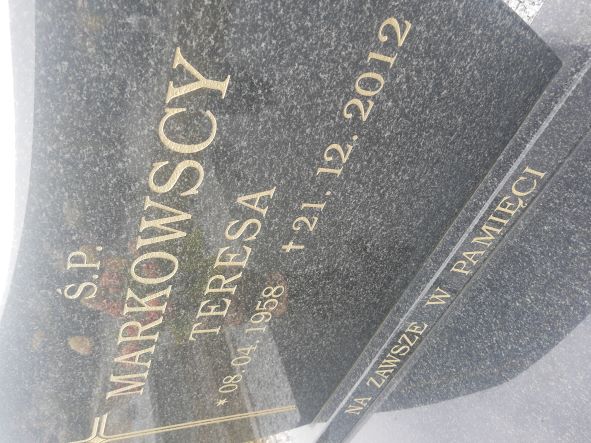 Ś.P.
MARKOWSCY
TERESA
* 08.04.1958
✝ 21.12.2012
NA ZAWSZE W PAMIĘCI